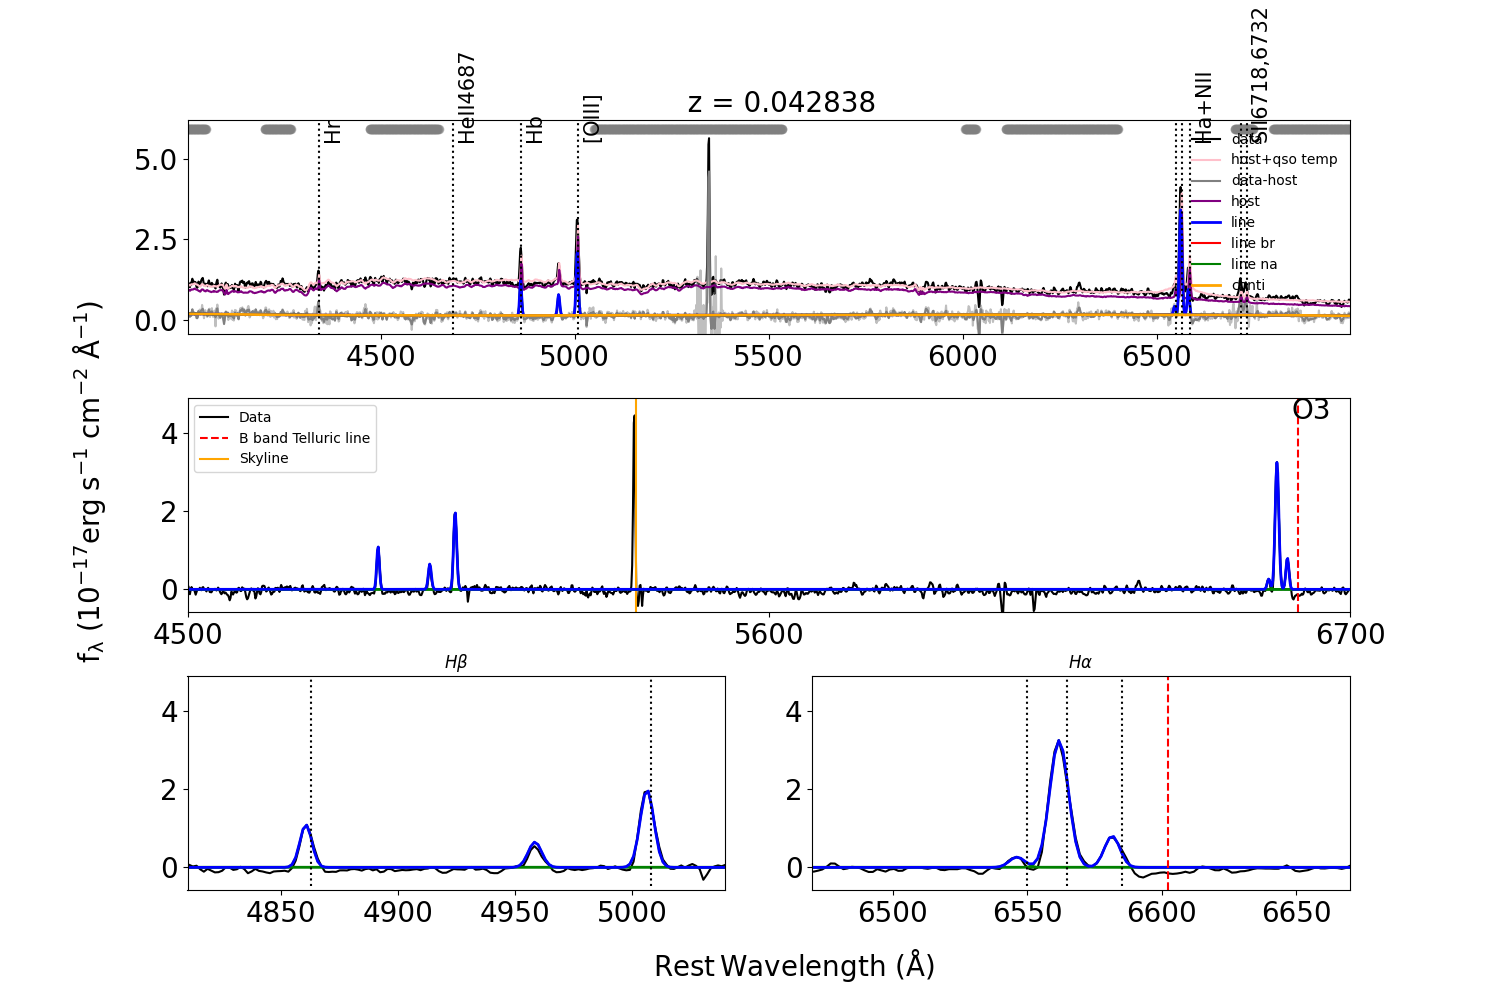 z = 0.042838
Hr
HeII4687
Hb
[OIII]
Ha+NII
SII6718,6732
5.0
2.5
0.0
data
host+qso temp
data-host
host
line
line br
line na
conti
4500
5000
5500
6000
6500
f_λ (10^−17 erg s^−1 cm^−2 Å^−1)
4
2
0
Data
B band Telluric line
Skyline
O3
4500
5600
6700
Hβ
4
2
0
4850
4900
4950
5000
Hα
4
2
0
6500
6550
6600
6650
Rest Wavelength (Å)